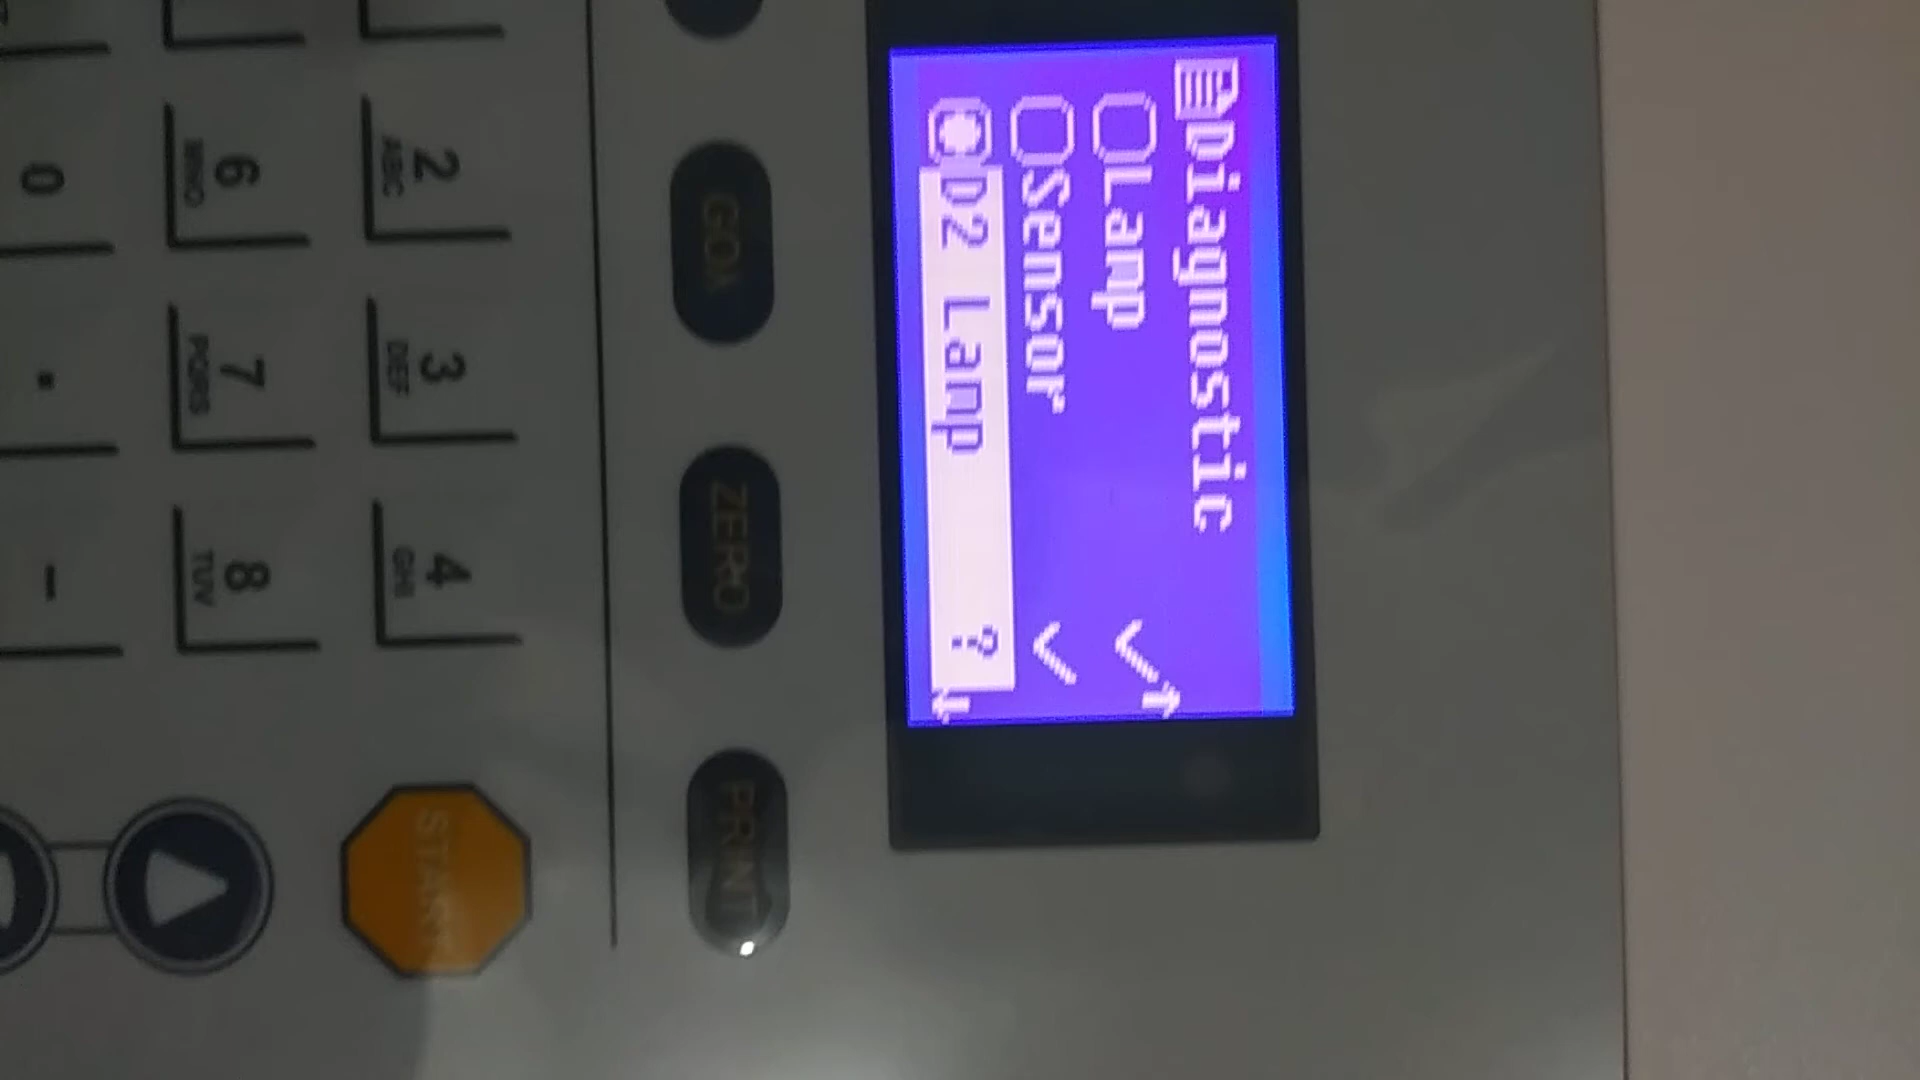 Diagnostic
Lamp ✓
Sensor ✓
D2 Lamp ?
GOλ
ZERO
PRINT
2 ABC
3 DEF
4 GHI
START
6 MNO
7 PQRS
8 TUV
0
.
-